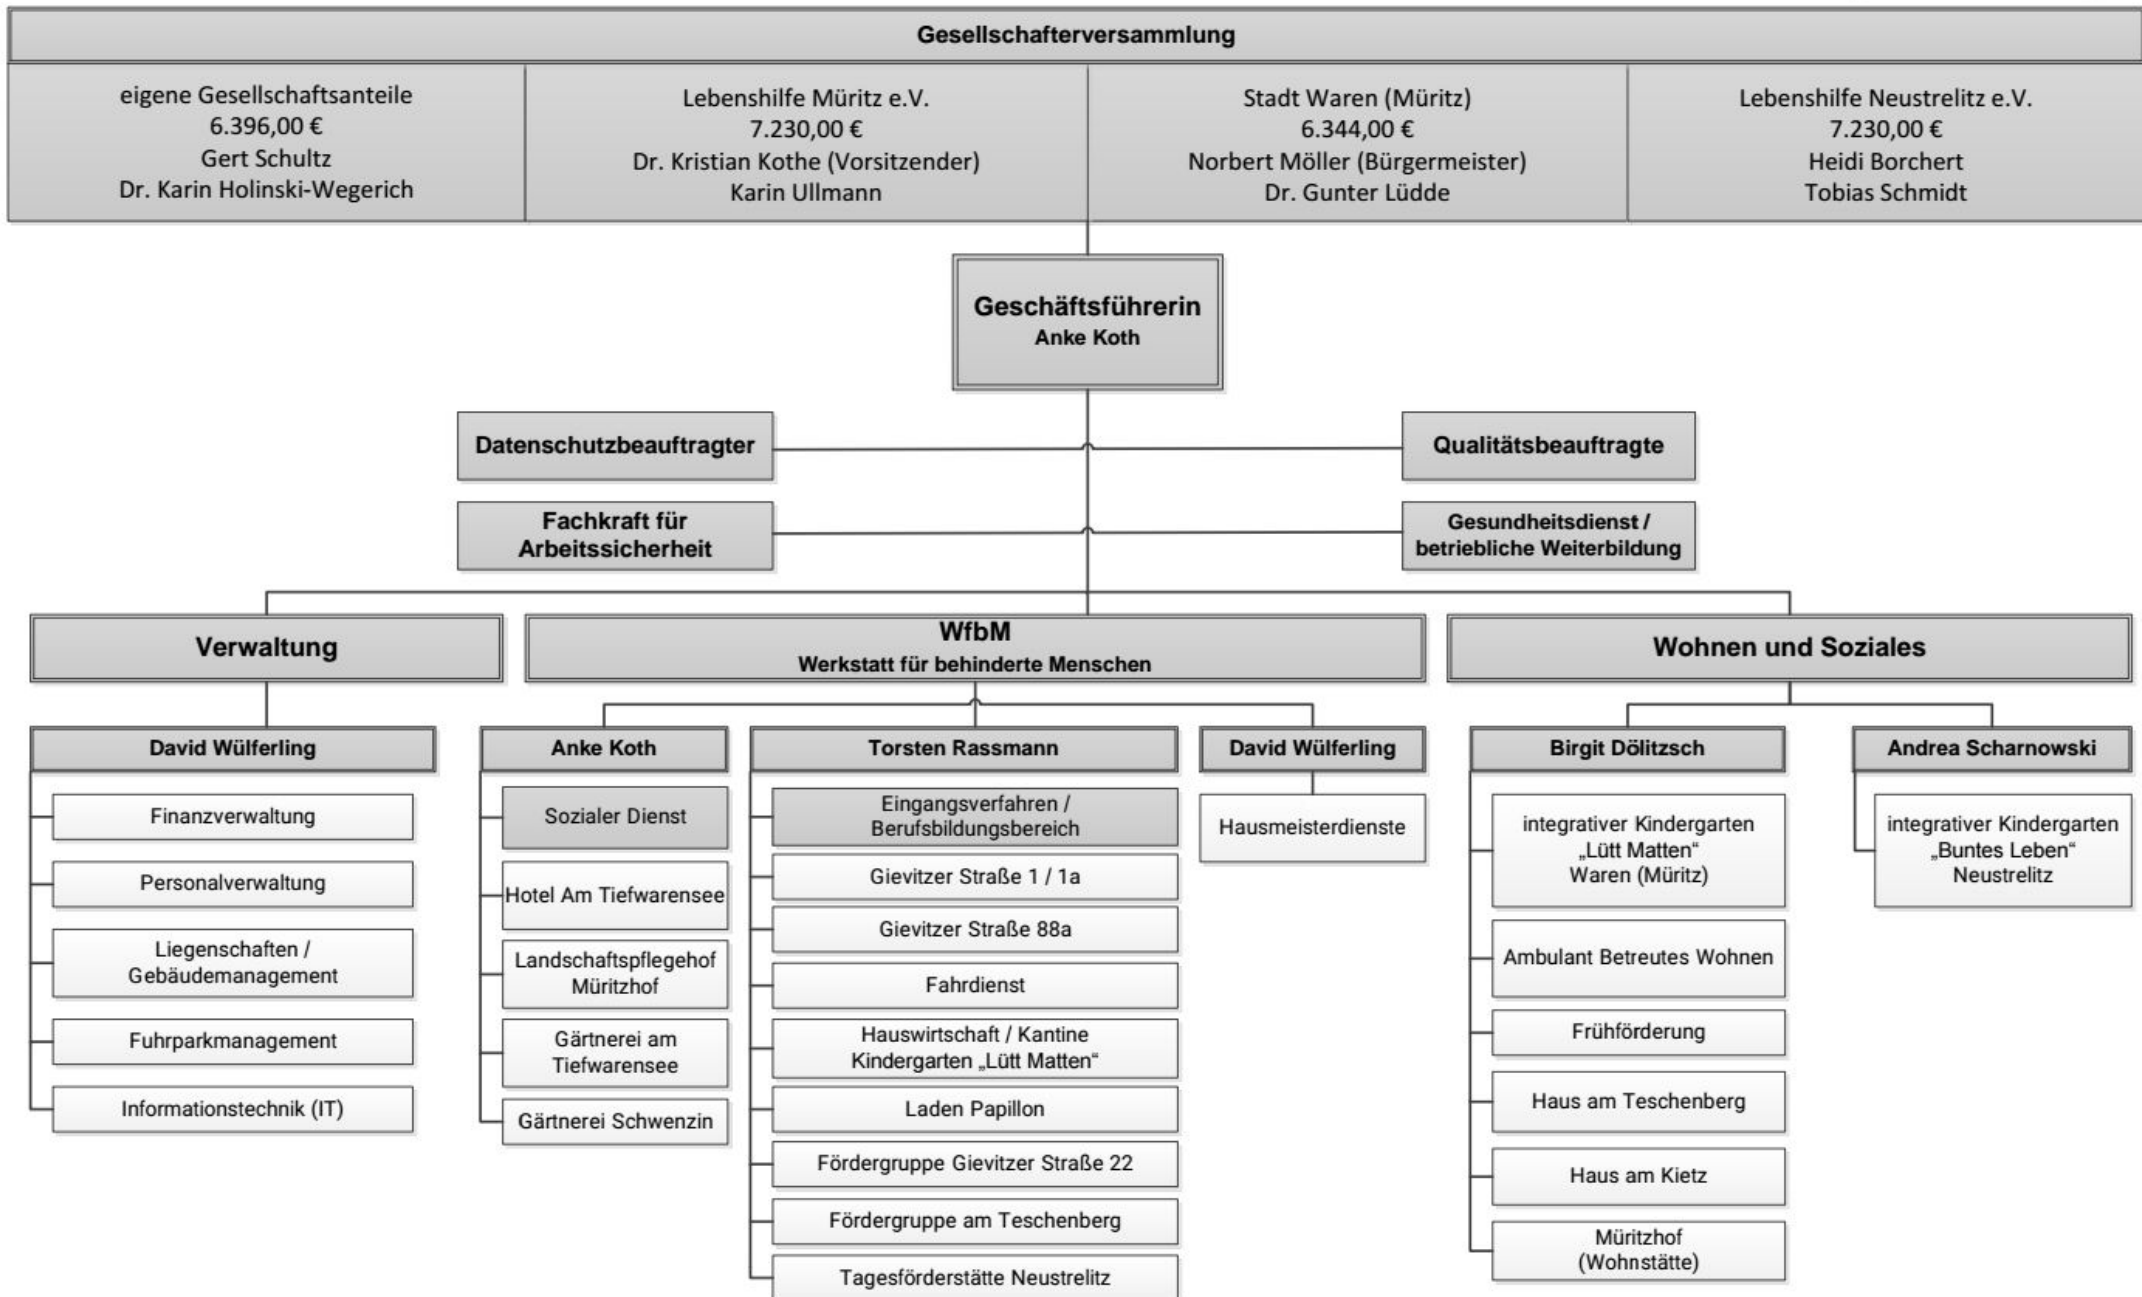 Gesellschafterversammlung
eigene Gesellschaftsanteile
6.396,00 €
Gert Schultz
Dr. Karin Holinski-Wegerich
Lebenshilfe Müritz e.V.
7.230,00 €
Dr. Kristian Kothe (Vorsitzender)
Karin Ullmann
Stadt Waren (Müritz)
6.344,00 €
Norbert Möller (Bürgermeister)
Dr. Gunter Lüdde
Lebenshilfe Neustrelitz e.V.
7.230,00 €
Heidi Borchert
Tobias Schmidt
Geschäftsführerin
Anke Koth
Datenschutzbeauftragter
Qualitätsbeauftragte
Fachkraft für
Arbeitssicherheit
Gesundheitsdienst /
betriebliche Weiterbildung
Verwaltung
David Wülferling
Finanzverwaltung
Personalverwaltung
Liegenschaften /
Gebäudemanagement
Fuhrparkmanagement
Informationstechnik (IT)
WfbM
Werkstatt für behinderte Menschen
Anke Koth
Sozialer Dienst
Hotel Am Tiefwarensee
Landschaftspflegehof
Müritzhof
Gärtnerei am
Tiefwarensee
Gärtnerei Schwenzin
Torsten Rassmann
Eingangsverfahren /
Berufsbildungsbereich
Gievitzer Straße 1 / 1a
Gievitzer Straße 88a
Fahrdienst
Hauswirtschaft / Kantine
Kindergarten „Lütt Matten“
Laden Papillon
Fördergruppe Gievitzer Straße 22
Fördergruppe am Teschenberg
Tagesförderstätte Neustrelitz
David Wülferling
Hausmeisterdienste
Wohnen und Soziales
Birgit Dölitzsch
integrativer Kindergarten
„Lütt Matten“
Waren (Müritz)
Ambulant Betreutes Wohnen
Frühförderung
Haus am Teschenberg
Haus am Kietz
Müritzhof
(Wohnstätte)
Andrea Scharnowski
integrativer Kindergarten
„Buntes Leben“
Neustrelitz